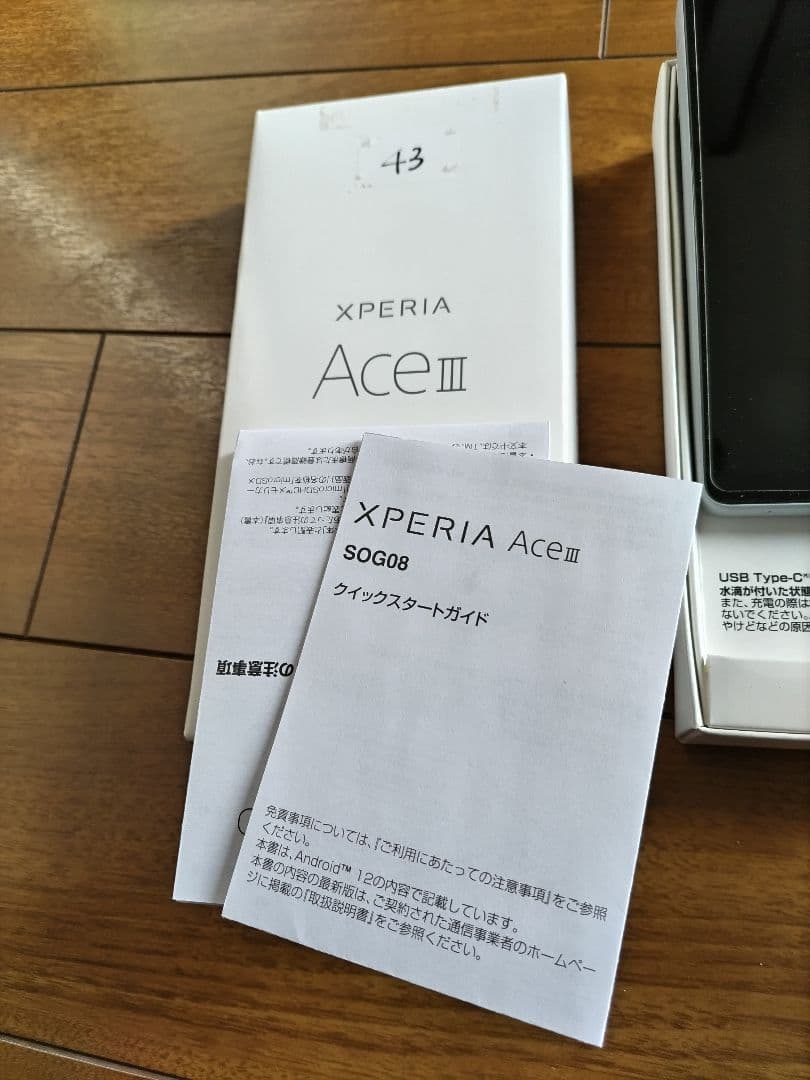 43
XPERIA
Ace III
XPERIA Ace III
SOG08
クイックスタートガイド
免責事項については、『ご利用にあたっての注意事項』をご参照
ください。
本書は、Android™ 12の内容で記載しています。
本書の内容の最新版は、ご契約された通信事業者のホームペー
ジに掲載の『取扱説明書』をご参照ください。
の注意事項
USB Type-C
水滴が付いた状態
また、充電の際は
ないでください。
やけどなどの原因